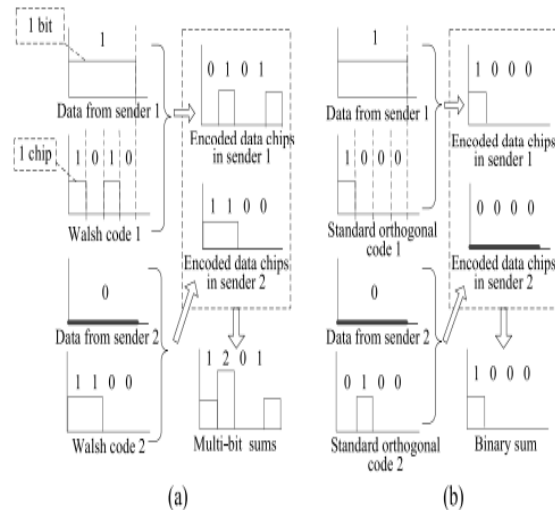 1 bit
1
Data from sender 1
1 chip
1 0 1 0
Walsh code 1
0 1 0 1
Encoded data chips
in sender 1
1 1 0 0
Encoded data chips
in sender 2
0
Data from sender 2
1 1 0 0
Walsh code 2
1 2 0 1
Multi-bit sums
(a)
1
Data from sender 1
1 0 0 0
Standard orthogonal
code 1
1 0 0 0
Encoded data chips
in sender 1
0 0 0 0
Encoded data chips
in sender 2
0
Data from sender 2
0 1 0 0
Standard orthogonal
code 2
1 0 0 0
Binary sum
(b)